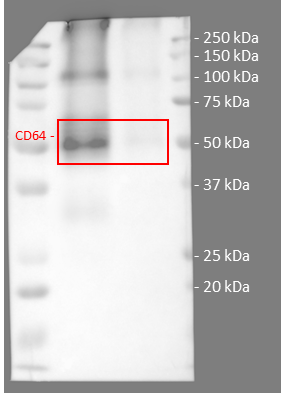 - 250 kDa
- 150 kDa
- 100 kDa
- 75 kDa
CD64 -
- 50 kDa
- 37 kDa
- 25 kDa
- 20 kDa